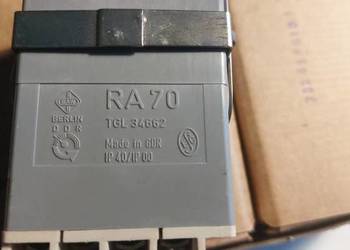 BERLIN
DDR
RA 70
TGL 34662
Made in GDR
IP 40/IP 00